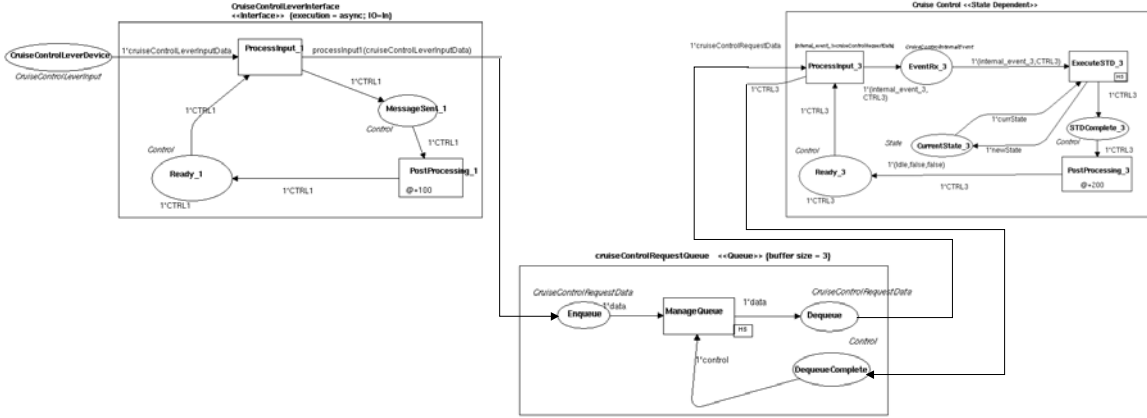 CruiseControlLeverInterface
«Interface» (execution = async; IO=In)
CruiseControlLeverDevice
CruiseControlLeverInput
1`cruiseControlLeverInputData
ProcessInput_1
processInput1(cruiseControlLeverInputData)
1`CTRL1
1`CTRL1
MessageSent_1
Control
1`CTRL1
Control
Ready_1
1`CTRL1
1`CTRL1
PostProcessing_1
@+100
Cruise Control «State Dependent»
1`cruiseControlRequestData
ProcessInput_3
CruiseControlInternalEvent
EventRx_3
1`(internal_event_3,CTRL3)
ExecuteSTD_3
HS
1`CTRL3
1`CTRL3
1`(internal_event_3,
CTRL3)
1`CTRL3
1`currState
STDComplete_3
Control
1`CTRL3
State
CurrentState_3
1`newState
Control
Ready_3
1`(Idle,false,false)
1`CTRL3
1`CTRL3
PostProcessing_3
@+200
cruiseControlRequestQueue «Queue» (buffer size = 3)
CruiseControlRequestData
Enqueue
1`data
ManageQueue
HS
1`data
CruiseControlRequestData
Dequeue
Control
1`control
DequeueComplete